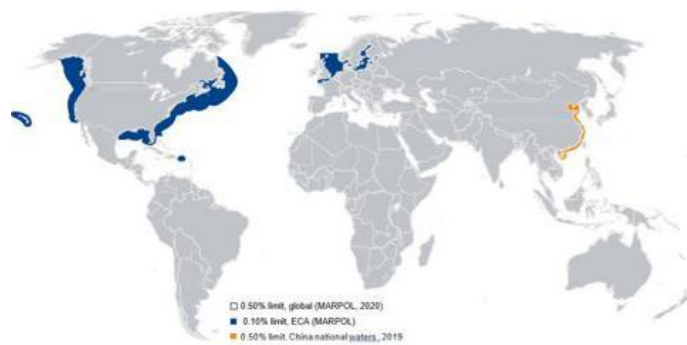 0.50% limit, global (MARPOL, 2020)
0.10% limit, ECA (MARPOL)
0.50% limit, China national waters, 2019